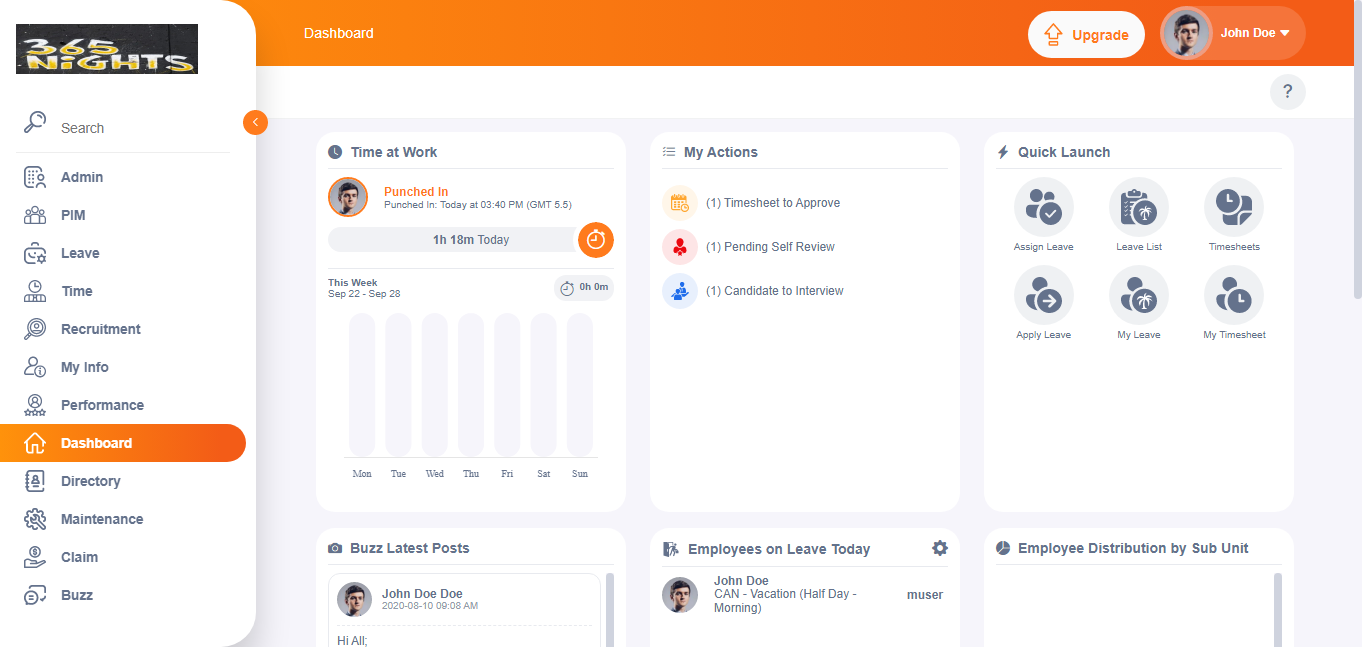 365
NIGHTS
Search
Admin
PIM
Leave
Time
Recruitment
My Info
Performance
Dashboard
Directory
Maintenance
Claim
Buzz
Dashboard
Upgrade
John Doe
?
Time at Work
Punched In
Punched In: Today at 03:40 PM (GMT 5.5)
1h 18m Today
This Week
Sep 22 - Sep 28
0h 0m
Mon Tue Wed Thu Fri Sat Sun
My Actions
(1) Timesheet to Approve
(1) Pending Self Review
(1) Candidate to Interview
Quick Launch
Assign Leave Leave List Timesheets
Apply Leave My Leave My Timesheet
Buzz Latest Posts
John Doe Doe
2020-08-10 09:08 AM
Hi All;
Employees on Leave Today
John Doe
CAN - Vacation (Half Day -
Morning)
muser
Employee Distribution by Sub Unit